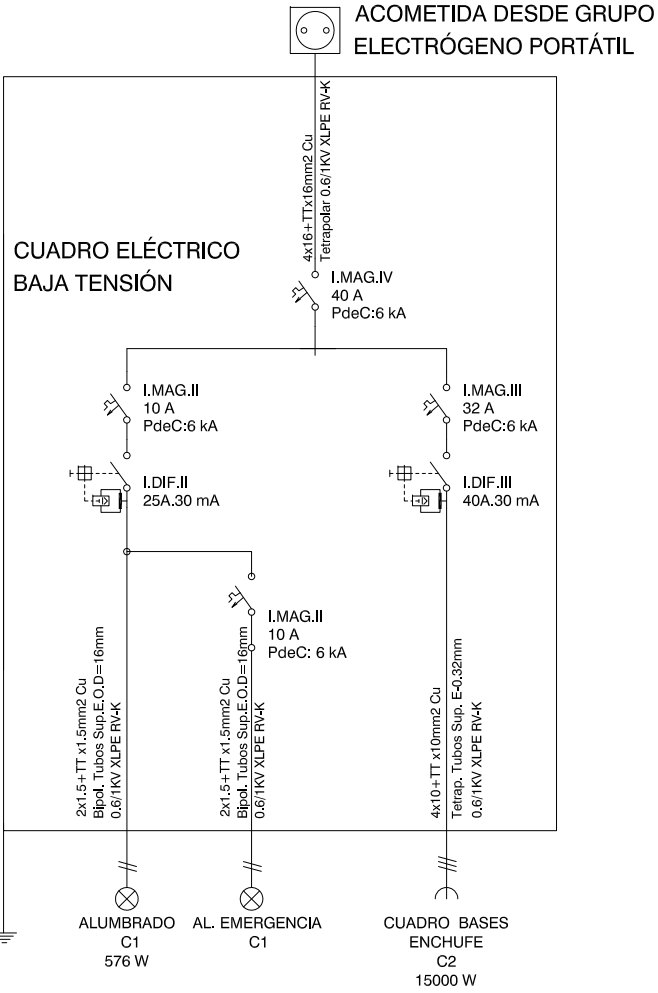 ACOMETIDA DESDE GRUPO
ELECTRÓGENO PORTÁTIL
4x16+TTx16mm2 Cu
Tetrapolar 0.6/1KV XLPE RV-K
CUADRO ELÉCTRICO
BAJA TENSIÓN
I.MAG.IV
40 A
PdeC:6 kA
I.MAG.II
10 A
PdeC:6 kA
I.MAG.III
32 A
PdeC:6 kA
I.DIF.II
25A.30 mA
I.DIF.III
40A.30 mA
I.MAG.II
10 A
PdeC: 6 kA
2x1.5+TT x1.5mm2 Cu
Bipol. Tubos Sup.E.O.D=16mm
0.6/1KV XLPE RV-K
2x1.5+TT x1.5mm2 Cu
Bipol. Tubos Sup.E.O.D=16mm
0.6/1KV XLPE RV-K
4x10+TT x10mm2 Cu
Tetrap. Tubos Sup. E-0.32mm
0.6/1KV XLPE RV-K
ALUMBRADO
C1
576 W
AL. EMERGENCIA
C1
CUADRO BASES
ENCHUFE
C2
15000 W